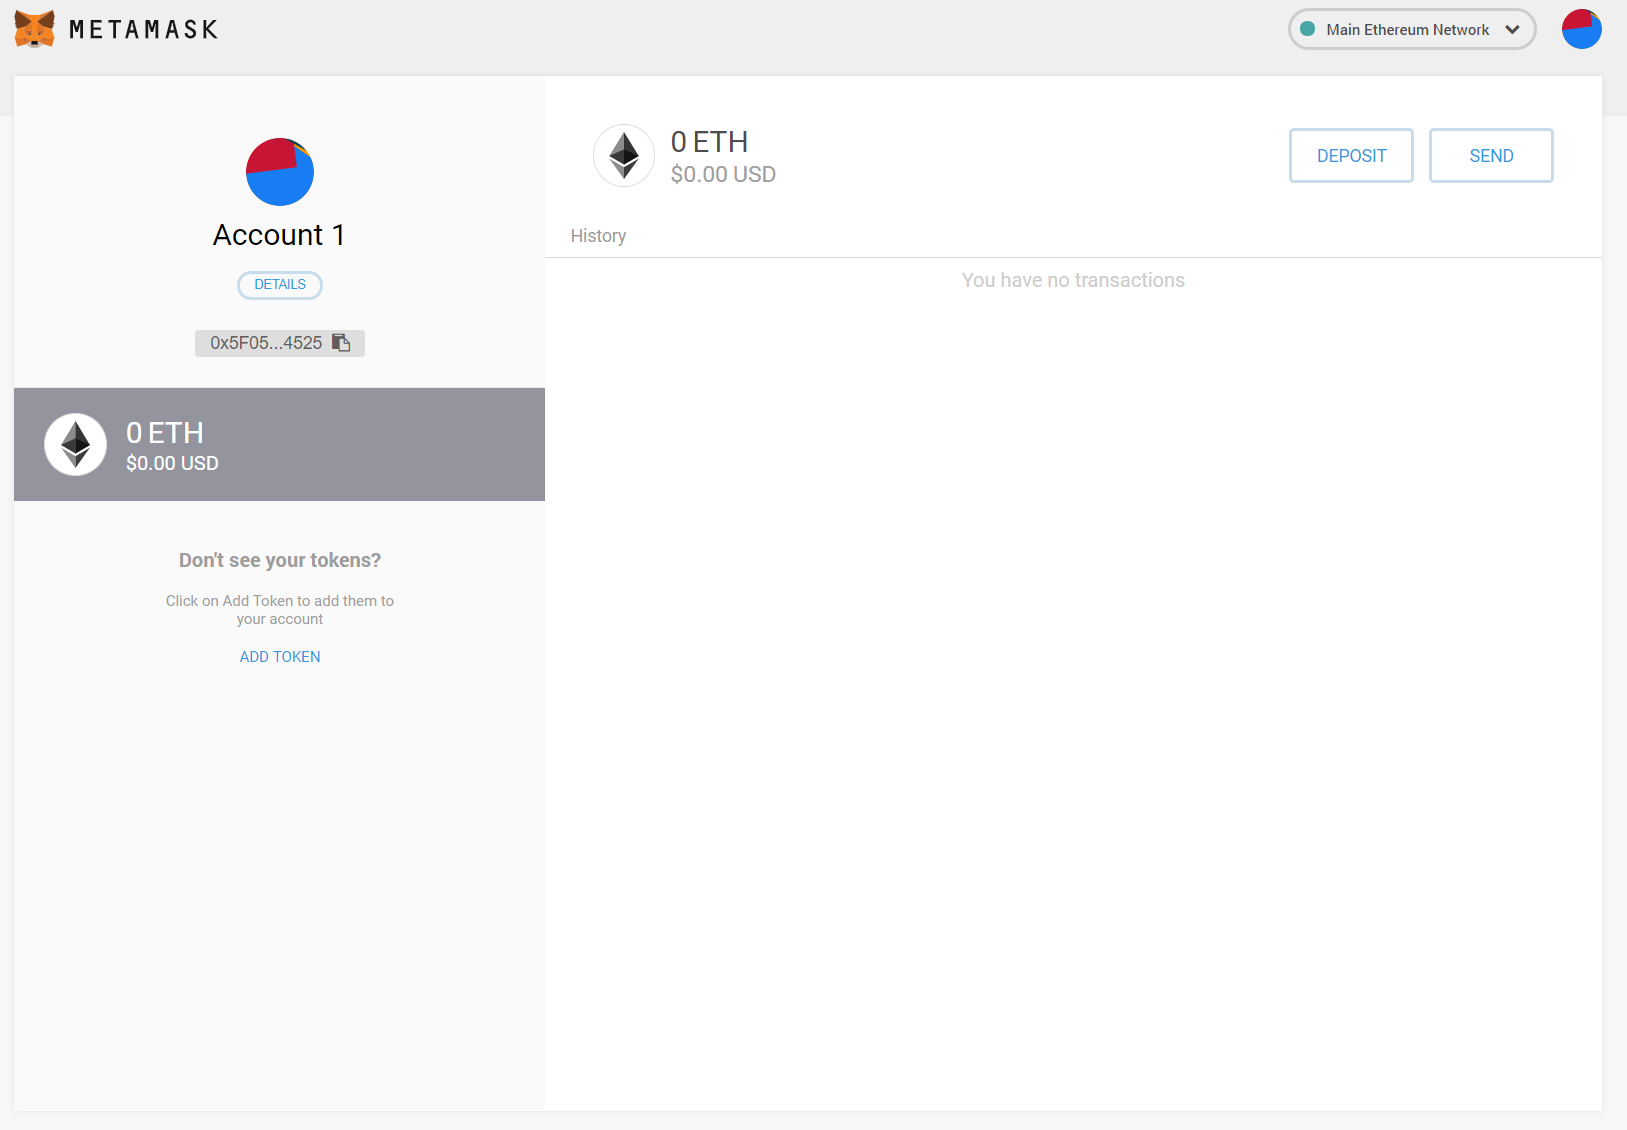 METAMASK
Main Ethereum Network
Account 1
DETAILS
0x5F05...4525
0 ETH
$0.00 USD
Don't see your tokens?
Click on Add Token to add them to
your account
ADD TOKEN
0 ETH
$0.00 USD
DEPOSIT
SEND
History
You have no transactions